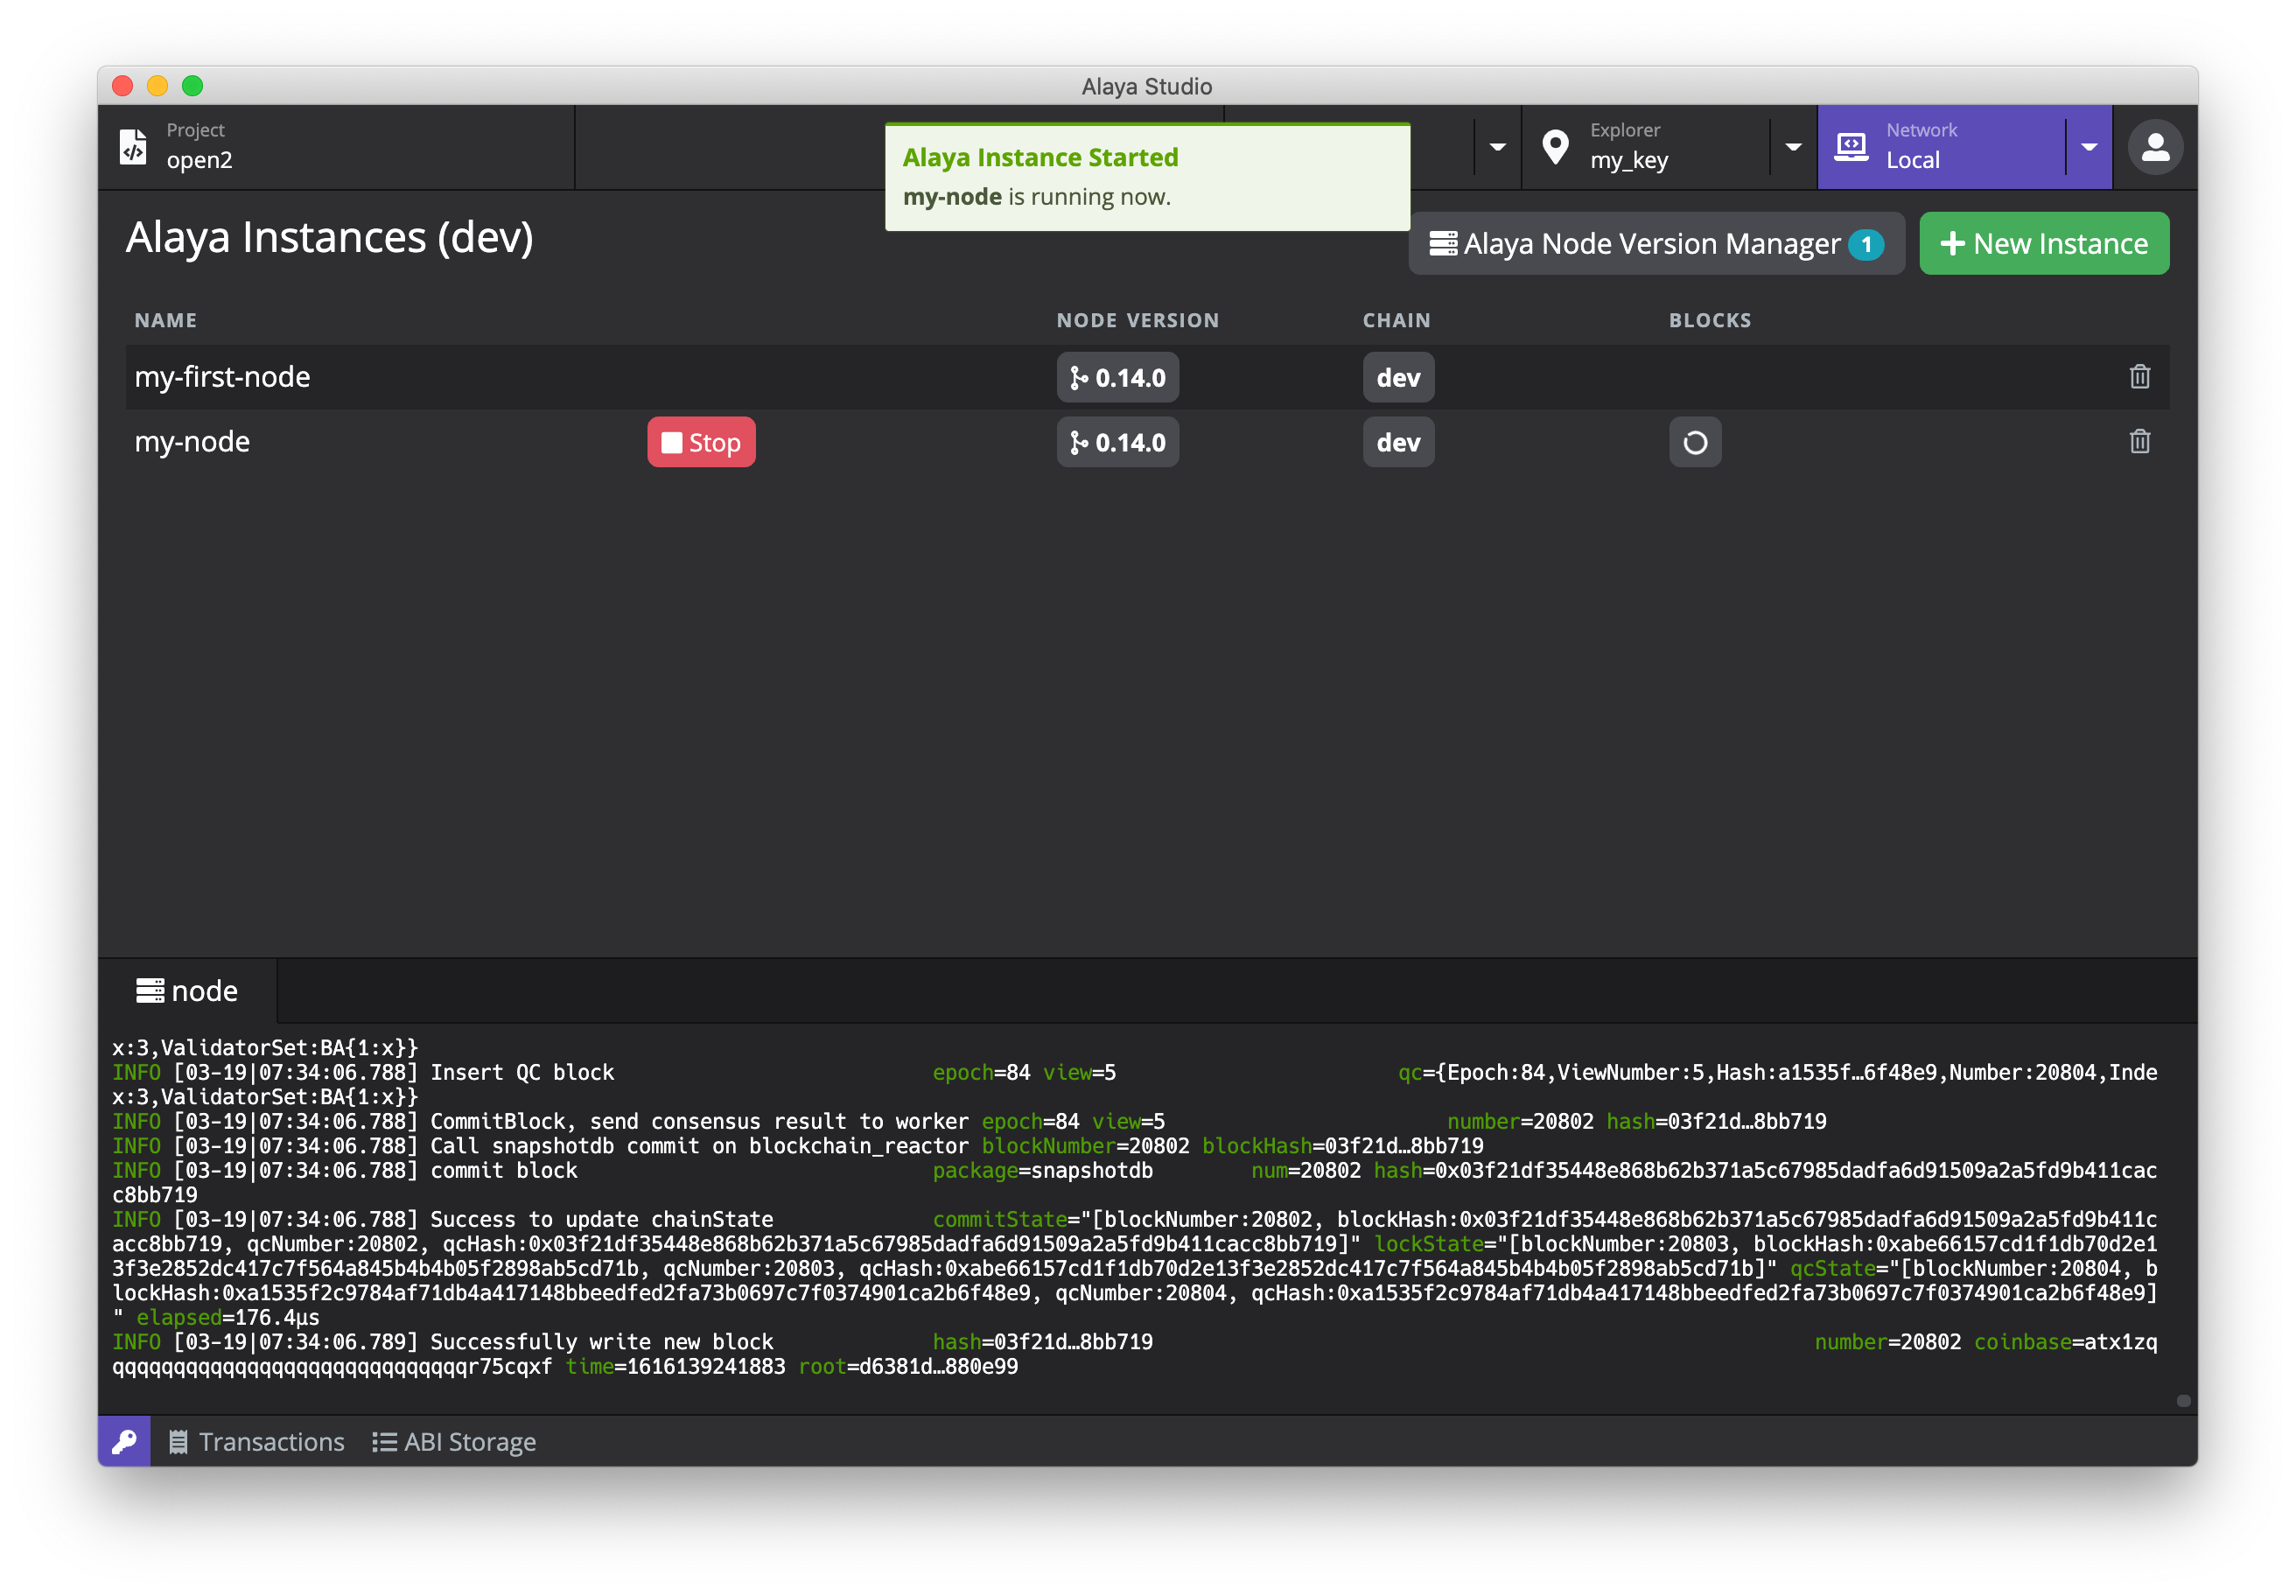 Alaya Studio
Project
open2
Explorer
my_key
Network
Local
Alaya Instance Started
my-node is running now.
Alaya Instances (dev)
Alaya Node Version Manager 1
New Instance
NAME NODE VERSION CHAIN BLOCKS
my-first-node 0.14.0 dev
my-node Stop 0.14.0 dev
node
x:3,ValidatorSet:BA{1:x}}
INFO [03-19|07:34:06.788] Insert QC block epoch=84 view=5 qc={Epoch:84,ViewNumber:5,Hash:a1535f…6f48e9,Number:20804,Inde
x:3,ValidatorSet:BA{1:x}}
INFO [03-19|07:34:06.788] CommitBlock, send consensus result to worker epoch=84 view=5 number=20802 hash=03f21d…8bb719
INFO [03-19|07:34:06.788] Call snapshotdb commit on blockchain_reactor blockNumber=20802 blockHash=03f21d…8bb719
INFO [03-19|07:34:06.788] commit block package=snapshotdb num=20802 hash=0x03f21df35448e868b62b371a5c67985dadfa6d91509a2a5fd9b411cac
c8bb719
INFO [03-19|07:34:06.788] Success to update chainState commitState="[blockNumber:20802, blockHash:0x03f21df35448e868b62b371a5c67985dadfa6d91509a2a5fd9b411c
acc8bb719, qcNumber:20802, qcHash:0x03f21df35448e868b62b371a5c67985dadfa6d91509a2a5fd9b411cacc8bb719]" lockState="[blockNumber:20803, blockHash:0xabe66157cd1f1db70d2e1
3f3e2852dc417c7f564a845b4b4b05f2898ab5cd71b, qcNumber:20803, qcHash:0xabe66157cd1f1db70d2e13f3e2852dc417c7f564a845b4b4b05f2898ab5cd71b]" qcState="[blockNumber:20804, b
lockHash:0xa1535f2c9784af71db4a417148bbeedfed2fa73b0697c7f0374901ca2b6f48e9, qcNumber:20804, qcHash:0xa1535f2c9784af71db4a417148bbeedfed2fa73b0697c7f0374901ca2b6f48e9]
" elapsed=176.4µs
INFO [03-19|07:34:06.789] Successfully write new block hash=03f21d…8bb719 number=20802 coinbase=atx1zq
qqqqqqqqqqqqqqqqqqqqqqqqqqqqqr75cqxf time=1616139241883 root=d6381d…880e99
Transactions ABI Storage